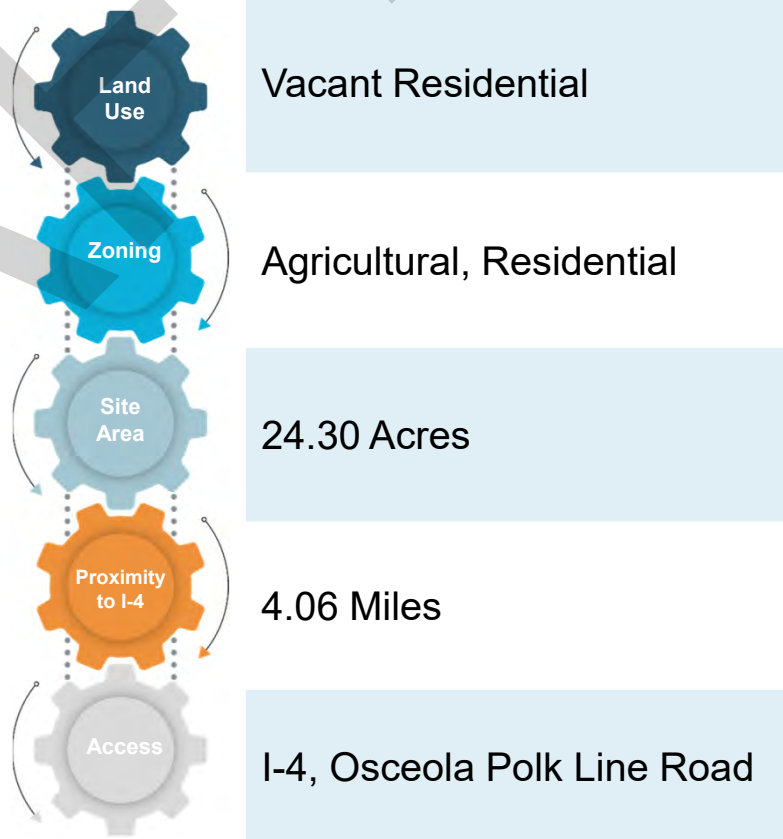 Land
Use
Vacant Residential
Zoning
Agricultural, Residential
Site
Area
24.30 Acres
Proximity
to I-4
4.06 Miles
Access
I-4, Osceola Polk Line Road